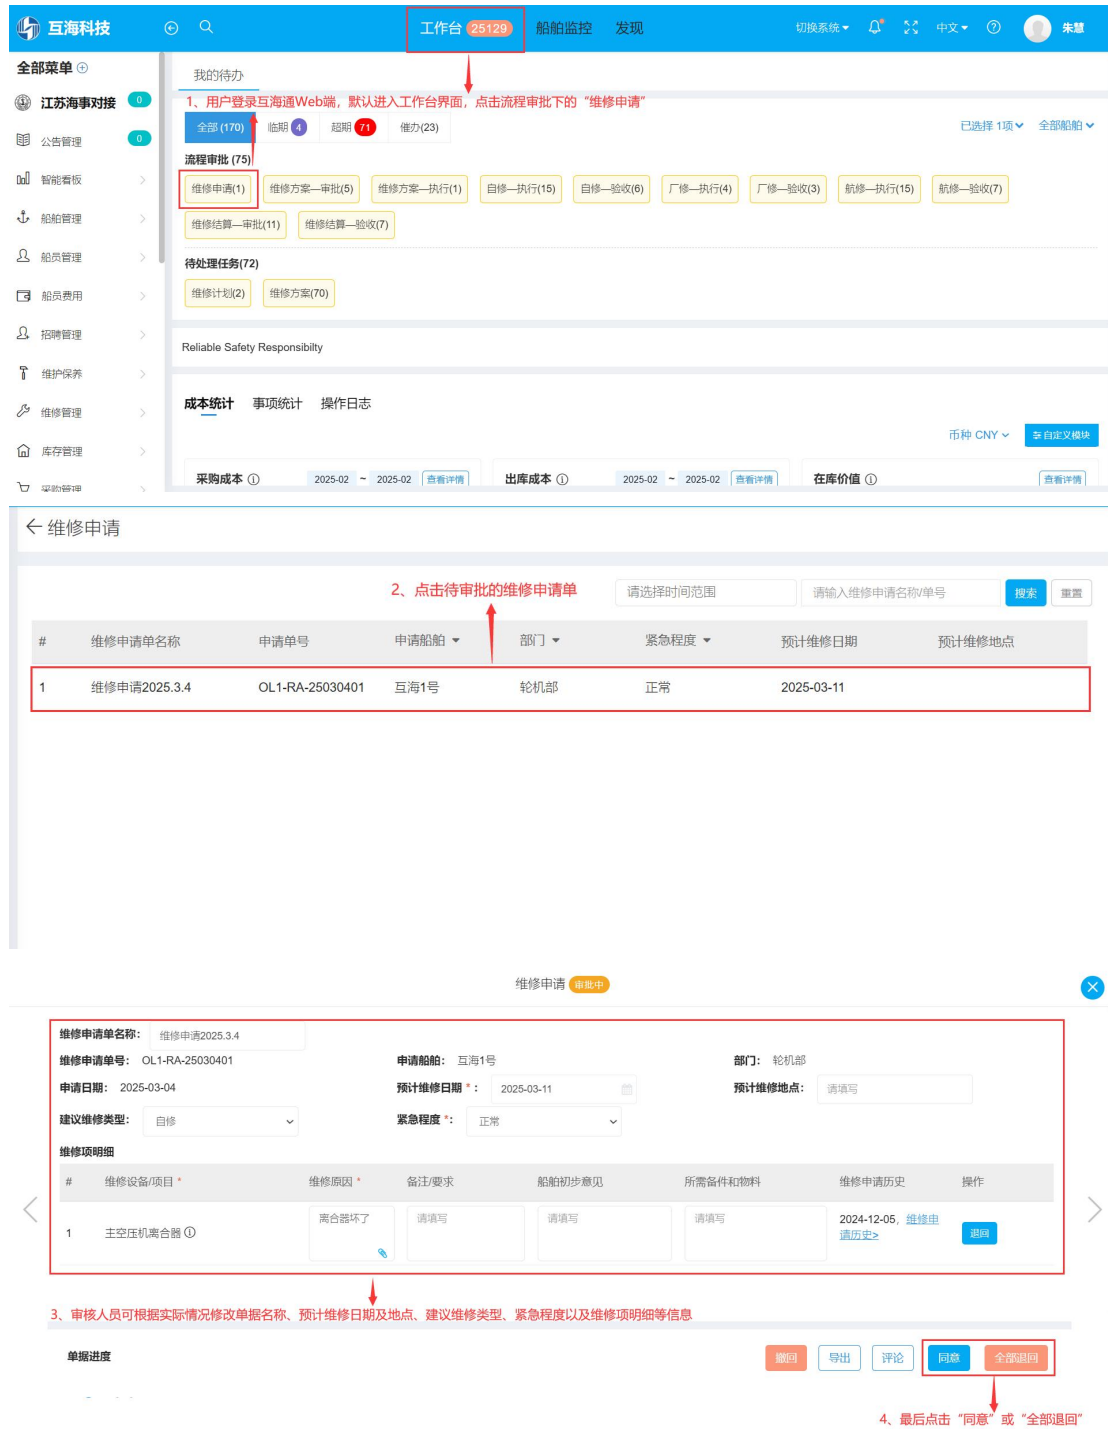 互海科技
工作台 25129 船舶监控 发现
切换系统 中文 朱慧
全部菜单
我的待办
江苏海事对接 0
1、用户登录互海通Web端，默认进入工作台界面，点击流程审批下的“维修申请”
全部 (170) 临期 4 超期 71 催办(23)
已选择 1项 全部船舶
公告管理 0
流程审批 (75)
智能看板
维修申请(1) 维修方案—审批(5) 维修方案—执行(1) 自修—执行(15) 自修—验收(6) 厂修—执行(4) 厂修—验收(3) 航修—执行(15) 航修—验收(7)
船舶管理
维修结算—审批(11) 维修结算—验收(7)
船员管理
待处理任务(72)
船员费用
维修计划(2) 维修方案(70)
招聘管理
Reliable Safety Responsibilty
维护保养
成本统计 事项统计 操作日志
维修管理
币种 CNY 自定义模块
库存管理
采购成本 2025-02 ~ 2025-02 查看详情 出库成本 2025-02 ~ 2025-02 查看详情 在库价值 查看详情
采购管理
维修申请
2、点击待审批的维修申请单
请选择时间范围 请输入维修申请名称/单号 搜索 重置
# 维修申请单名称 申请单号 申请船舶 部门 紧急程度 预计维修日期 预计维修地点
1 维修申请2025.3.4 OL1-RA-25030401 互海1号 轮机部 正常 2025-03-11
维修申请 审批中
维修申请单名称： 维修申请2025.3.4
维修申请单号： OL1-RA-25030401 申请船舶： 互海1号 部门： 轮机部
申请日期： 2025-03-04 预计维修日期 *： 2025-03-11 预计维修地点： 请填写
建议维修类型： 自修 紧急程度 *： 正常
维修项明细
# 维修设备/项目 * 维修原因 * 备注/要求 船舶初步意见 所需备件和物料 维修申请历史 操作
1 主空压机离合器 离合器坏了 请填写 请填写 请填写 2024-12-05, 维修申请历史> 退回
3、审核人员可根据实际情况修改单据名称、预计维修日期及地点、建议维修类型、紧急程度以及维修项明细等信息
单据进度
撤回 导出 评论 同意 全部退回
4、最后点击“同意”或“全部退回”